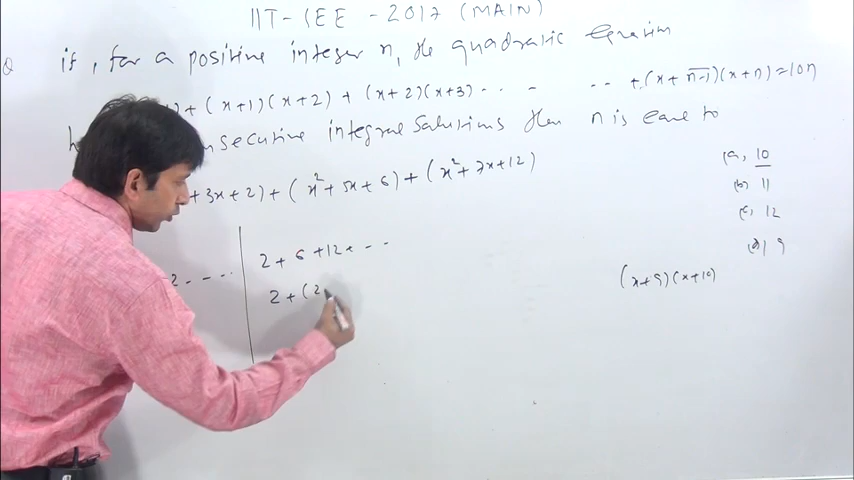 IIT-JEE - 2017 (MAIN)
Q if, for a positive integer n, the quadratic Equation
+ (x+1)(x+2) + (x+2)(x+3) . . - - . . + (x + n-1)(x+n) = 10n
integral solutions then n is equal to
+3x+2) + (x²+5x+6) + (x²+7x+12)
(a) 10
(b) 11
(c) 12
(d) 9
2 + 6 + 12 + - - -
2 + (2
(x+9)(x+10)